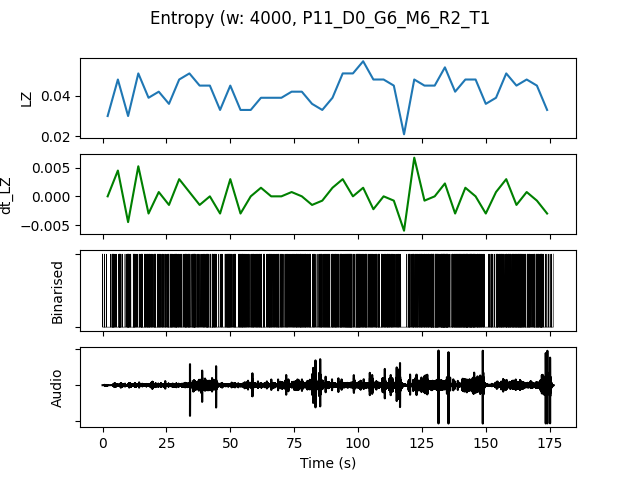 Entropy (w: 4000, P11_D0_G6_M6_R2_T1
LZ
0.04
0.02
dt_LZ
0.005
0.000
−0.005
Binarised
Audio
0 25 50 75 100 125 150 175
Time (s)